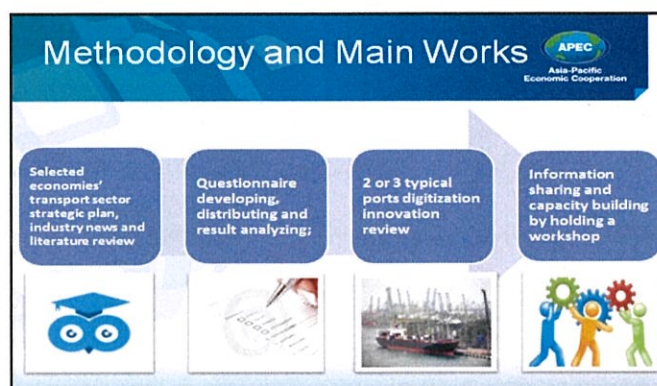 Methodology and Main Works
APEC
Asia-Pacific
Economic Cooperation
Selected
economies'
transport sector
strategic plan,
industry news and
literature review
Questionnaire
developing,
distributing and
result analyzing;
2 or 3 typical
ports digitization
innovation
review
Information
sharing and
capacity building
by holding a
workshop